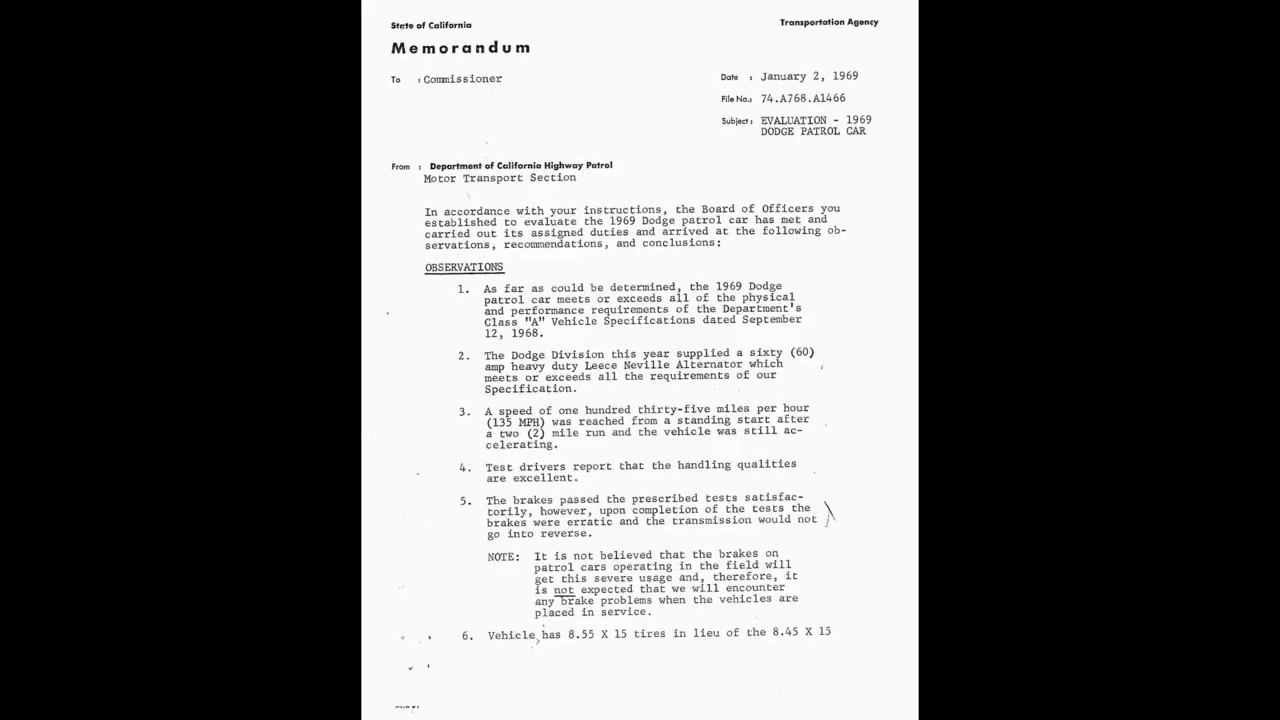 State of California
Transportation Agency
Memorandum
To : Commissioner
Date : January 2, 1969
File No.: 74.A768.A1466
Subject: EVALUATION - 1969
DODGE PATROL CAR
From : Department of California Highway Patrol
Motor Transport Section
In accordance with your instructions, the Board of Officers you
established to evaluate the 1969 Dodge patrol car has met and
carried out its assigned duties and arrived at the following ob-
servations, recommendations, and conclusions:
OBSERVATIONS
1. As far as could be determined, the 1969 Dodge
patrol car meets or exceeds all of the physical
and performance requirements of the Department's
Class "A" Vehicle Specifications dated September
12, 1968.
2. The Dodge Division this year supplied a sixty (60)
amp heavy duty Leece Neville Alternator which
meets or exceeds all the requirements of our
Specification.
3. A speed of one hundred thirty-five miles per hour
(135 MPH) was reached from a standing start after
a two (2) mile run and the vehicle was still ac-
celerating.
4. Test drivers report that the handling qualities
are excellent.
5. The brakes passed the prescribed tests satisfac-
torily, however, upon completion of the tests the
brakes were erratic and the transmission would not
go into reverse.
NOTE: It is not believed that the brakes on
patrol cars operating in the field will
get this severe usage and, therefore, it
is not expected that we will encounter
any brake problems when the vehicles are
placed in service.
6. Vehicle has 8.55 X 15 tires in lieu of the 8.45 X 15